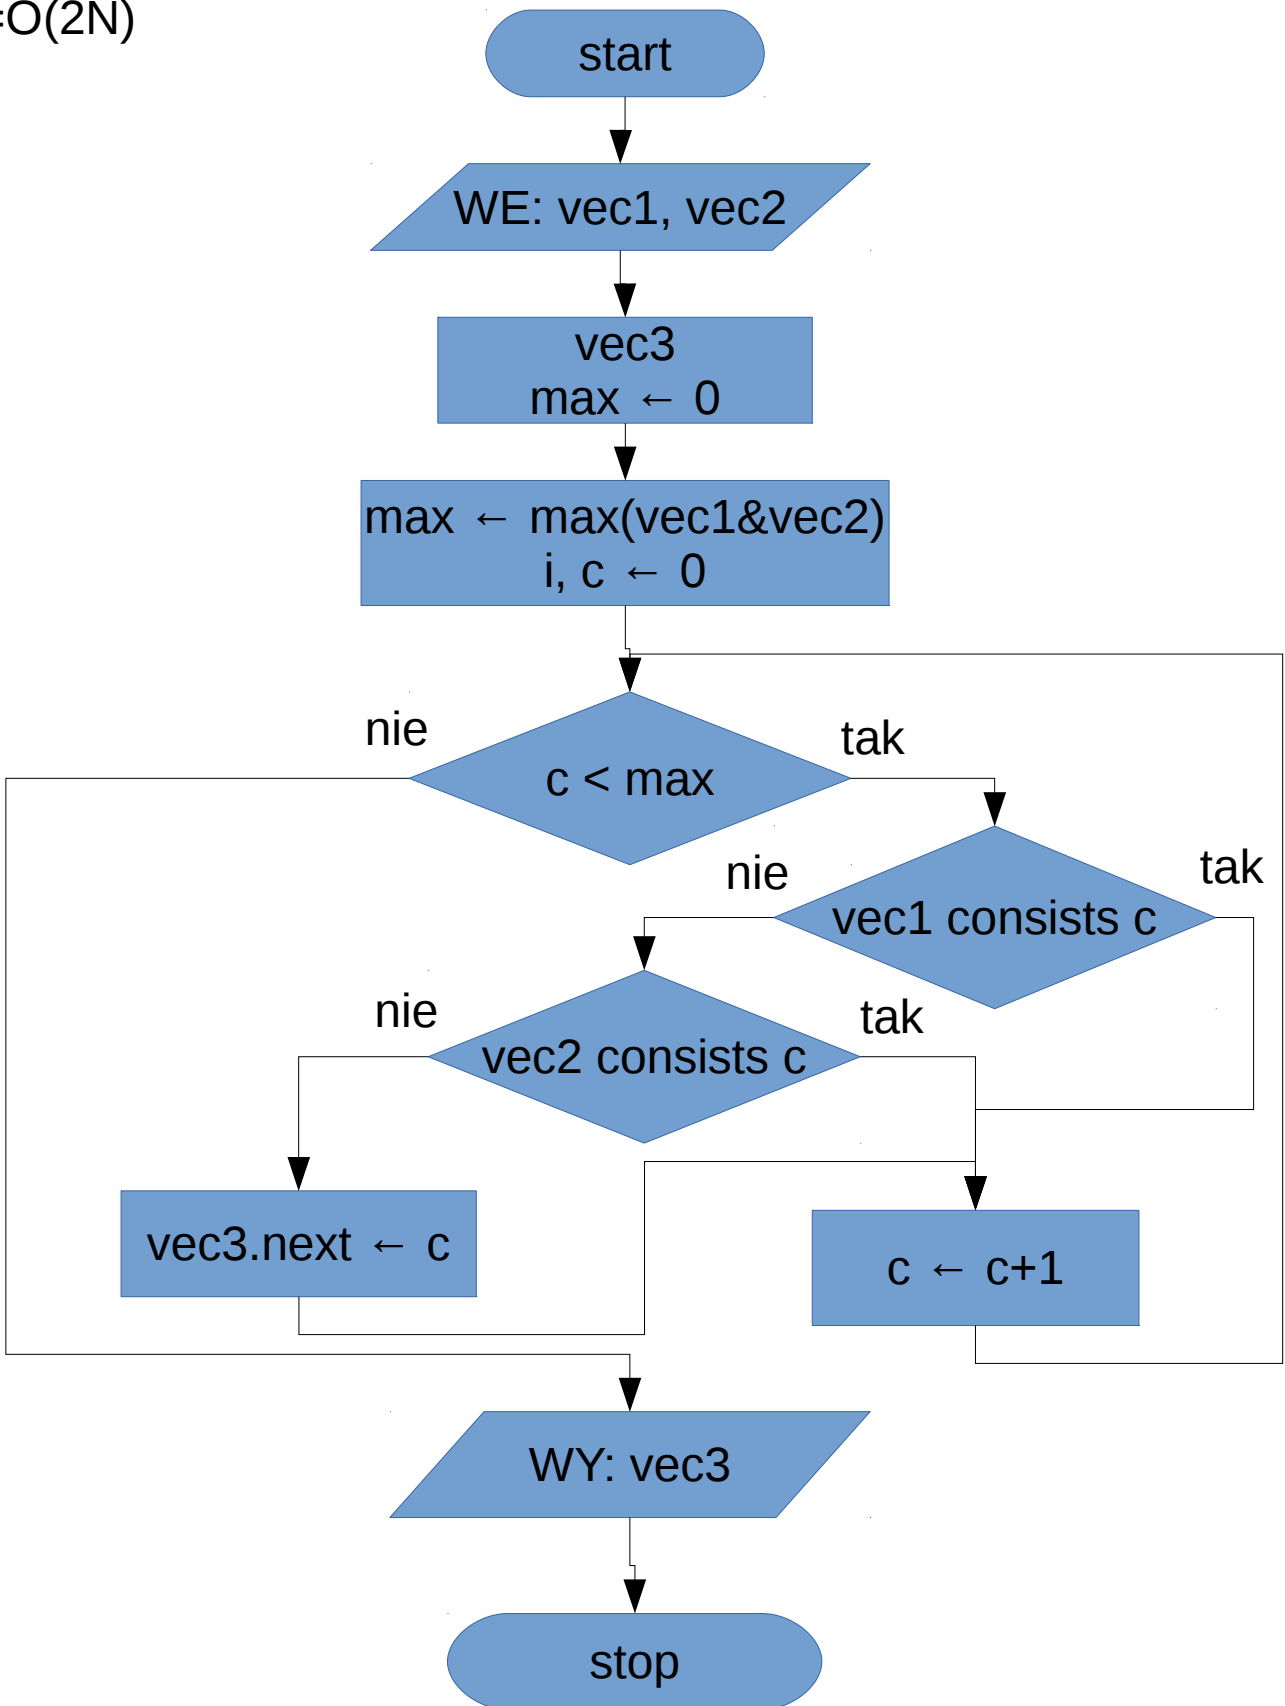 =O(2N)
start
WE: vec1, vec2
vec3
max ← 0
max ← max(vec1&vec2)
i, c ← 0
nie
tak
c < max
nie
tak
vec1 consists c
nie
tak
vec2 consists c
vec3.next ← c
c ← c+1
WY: vec3
stop